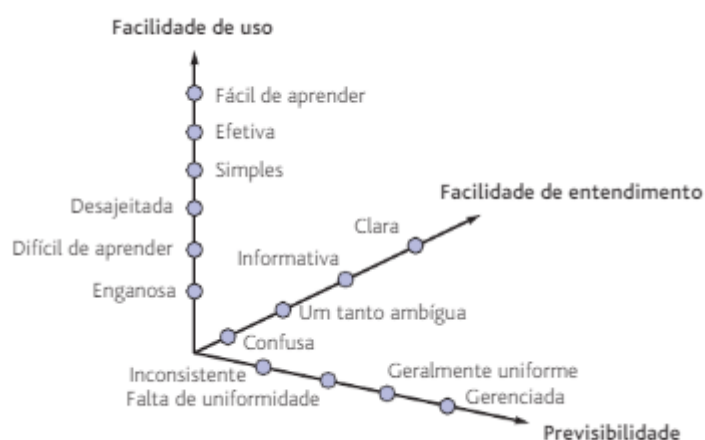 Facilidade de uso
Fácil de aprender
Efetiva
Simples
Desajeitada
Difícil de aprender
Enganosa
Facilidade de entendimento
Clara
Informativa
Um tanto ambígua
Confusa
Inconsistente
Falta de uniformidade
Geralmente uniforme
Gerenciada
Previsibilidade